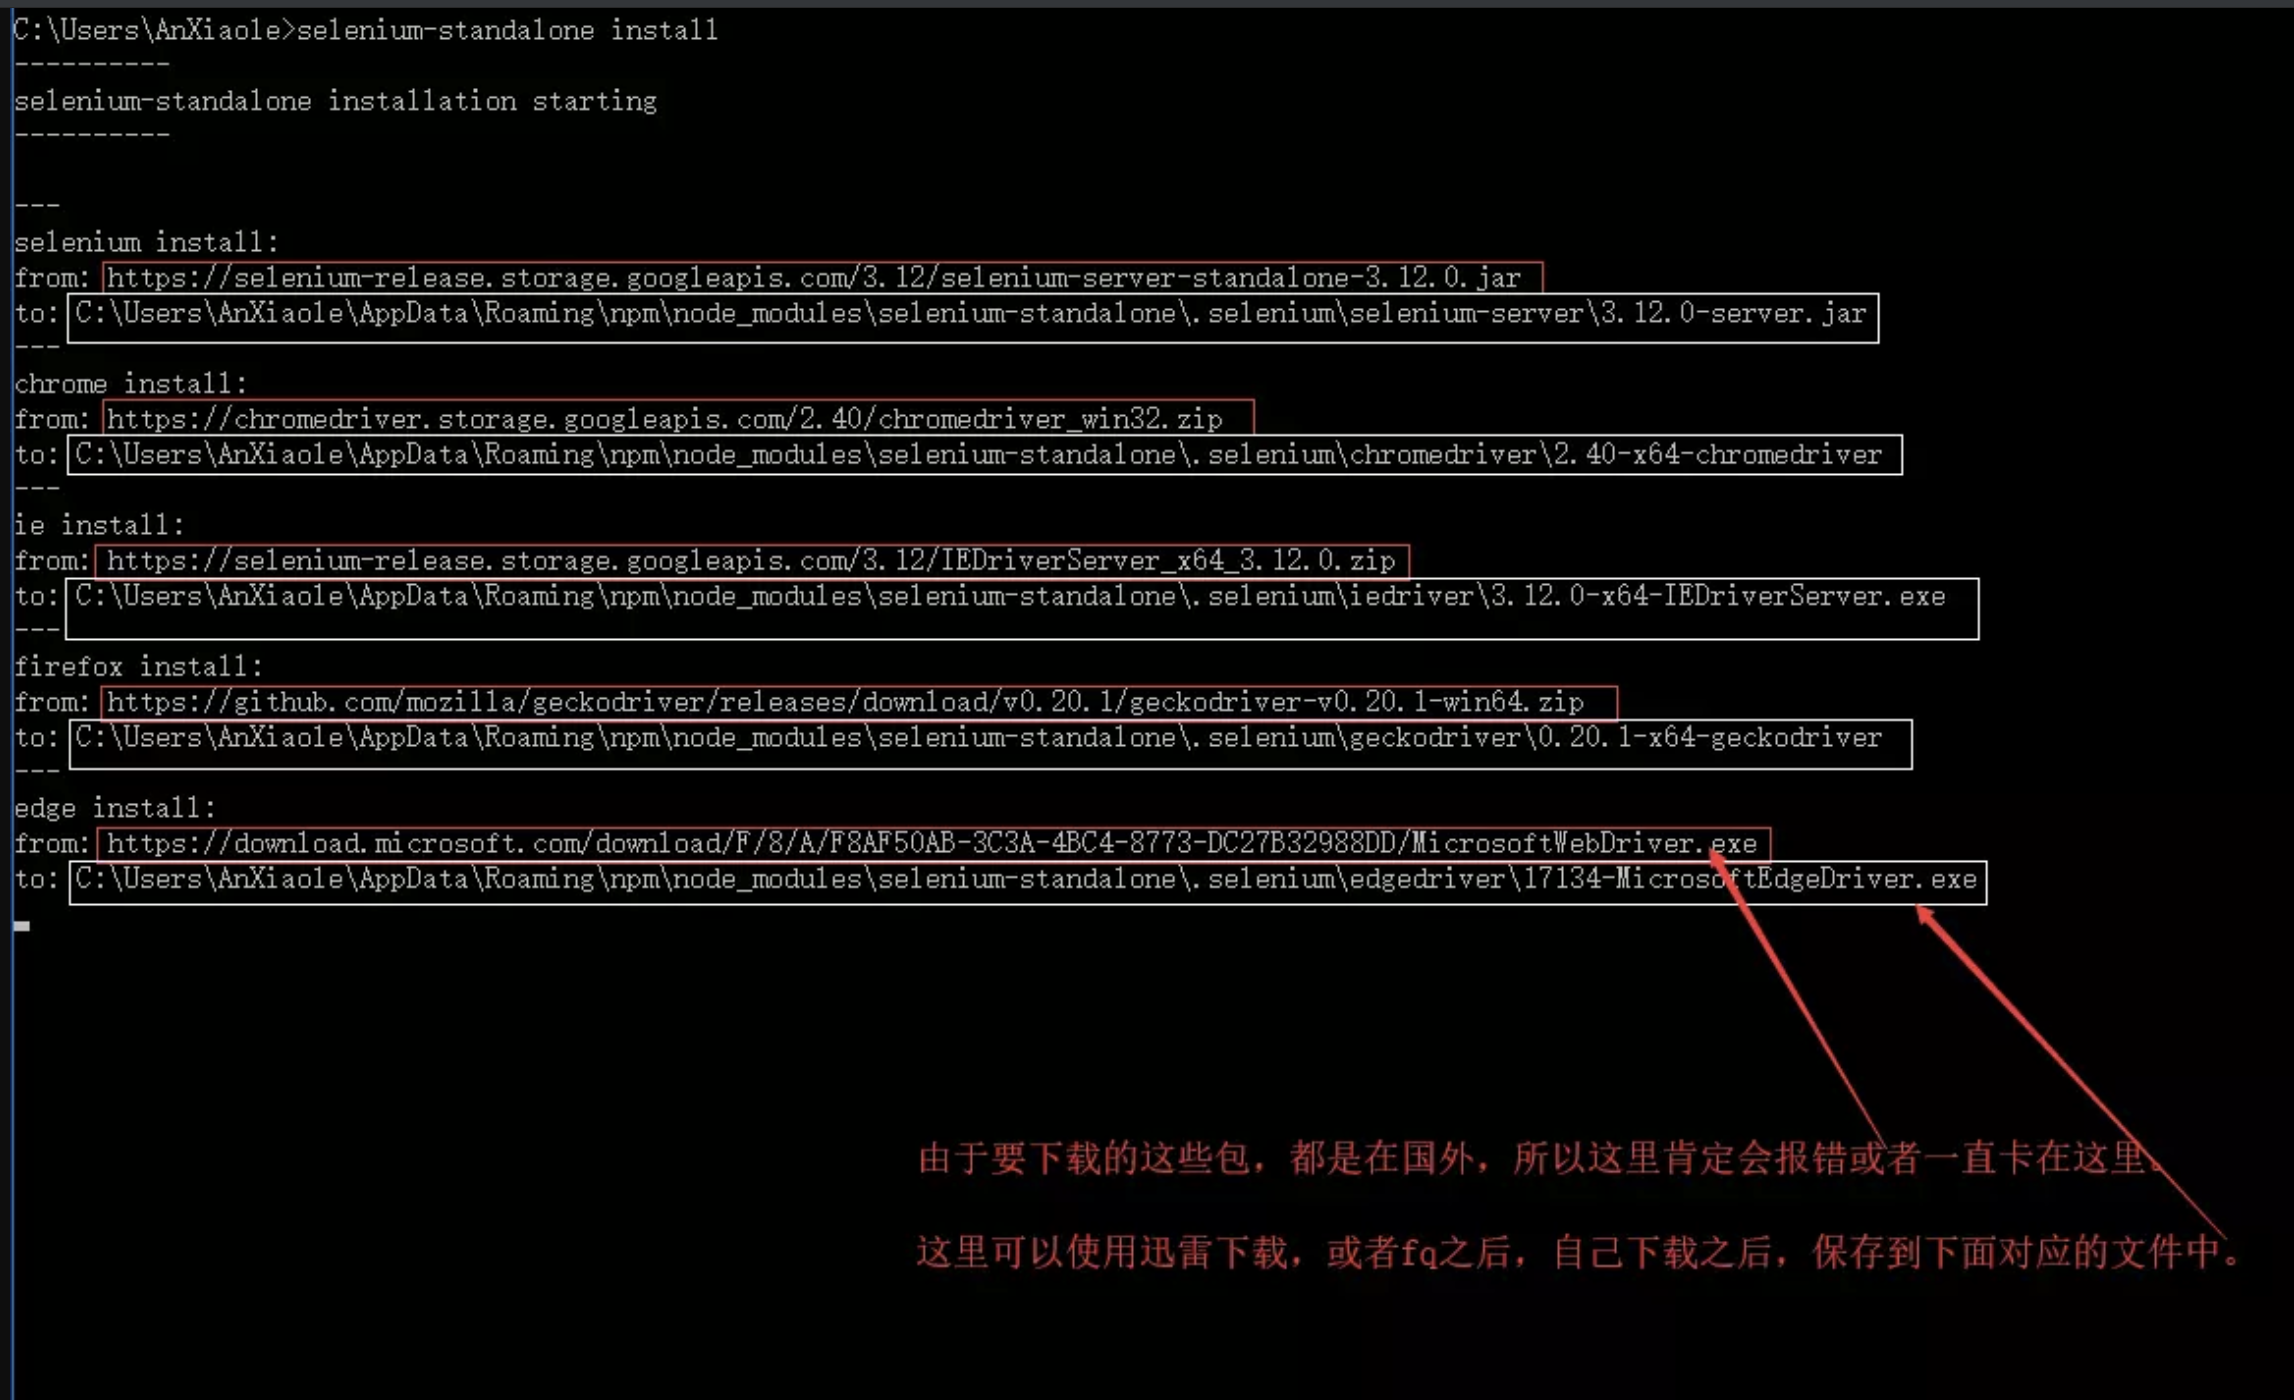 C:\Users\AnXiaole>selenium-standalone install
----------
selenium-standalone installation starting
----------
---
selenium install:
from: https://selenium-release.storage.googleapis.com/3.12/selenium-server-standalone-3.12.0.jar
to: C:\Users\AnXiaole\AppData\Roaming\npm\node_modules\selenium-standalone\.selenium\selenium-server\3.12.0-server.jar
---
chrome install:
from: https://chromedriver.storage.googleapis.com/2.40/chromedriver_win32.zip
to: C:\Users\AnXiaole\AppData\Roaming\npm\node_modules\selenium-standalone\.selenium\chromedriver\2.40-x64-chromedriver
---
ie install:
from: https://selenium-release.storage.googleapis.com/3.12/IEDriverServer_x64_3.12.0.zip
to: C:\Users\AnXiaole\AppData\Roaming\npm\node_modules\selenium-standalone\.selenium\iedriver\3.12.0-x64-IEDriverServer.exe
---
firefox install:
from: https://github.com/mozilla/geckodriver/releases/download/v0.20.1/geckodriver-v0.20.1-win64.zip
to: C:\Users\AnXiaole\AppData\Roaming\npm\node_modules\selenium-standalone\.selenium\geckodriver\0.20.1-x64-geckodriver
---
edge install:
from: https://download.microsoft.com/download/F/8/A/F8AF50AB-3C3A-4BC4-8773-DC27B32988DD/MicrosoftWebDriver.exe
to: C:\Users\AnXiaole\AppData\Roaming\npm\node_modules\selenium-standalone\.selenium\edgedriver\17134-MicrosoftEdgeDriver.exe
由于要下载的这些包，都是在国外，所以这里肯定会报错或者一直卡在这里。
这里可以使用迅雷下载，或者fq之后，自己下载之后，保存到下面对应的文件中。